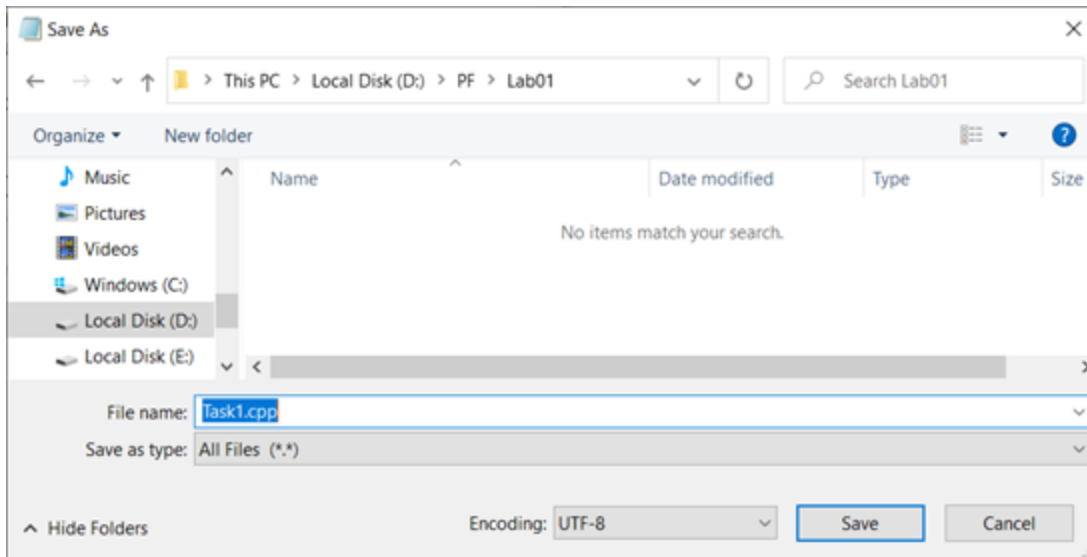 Save As
This PC > Local Disk (D:) > PF > Lab01
Search Lab01
Organize
New folder
Music
Pictures
Videos
Windows (C:)
Local Disk (D:)
Local Disk (E:)
Name
Date modified
Type
Size
No items match your search.
File name: Task1.cpp
Save as type: All Files (*.*)
Hide Folders
Encoding: UTF-8
Save
Cancel